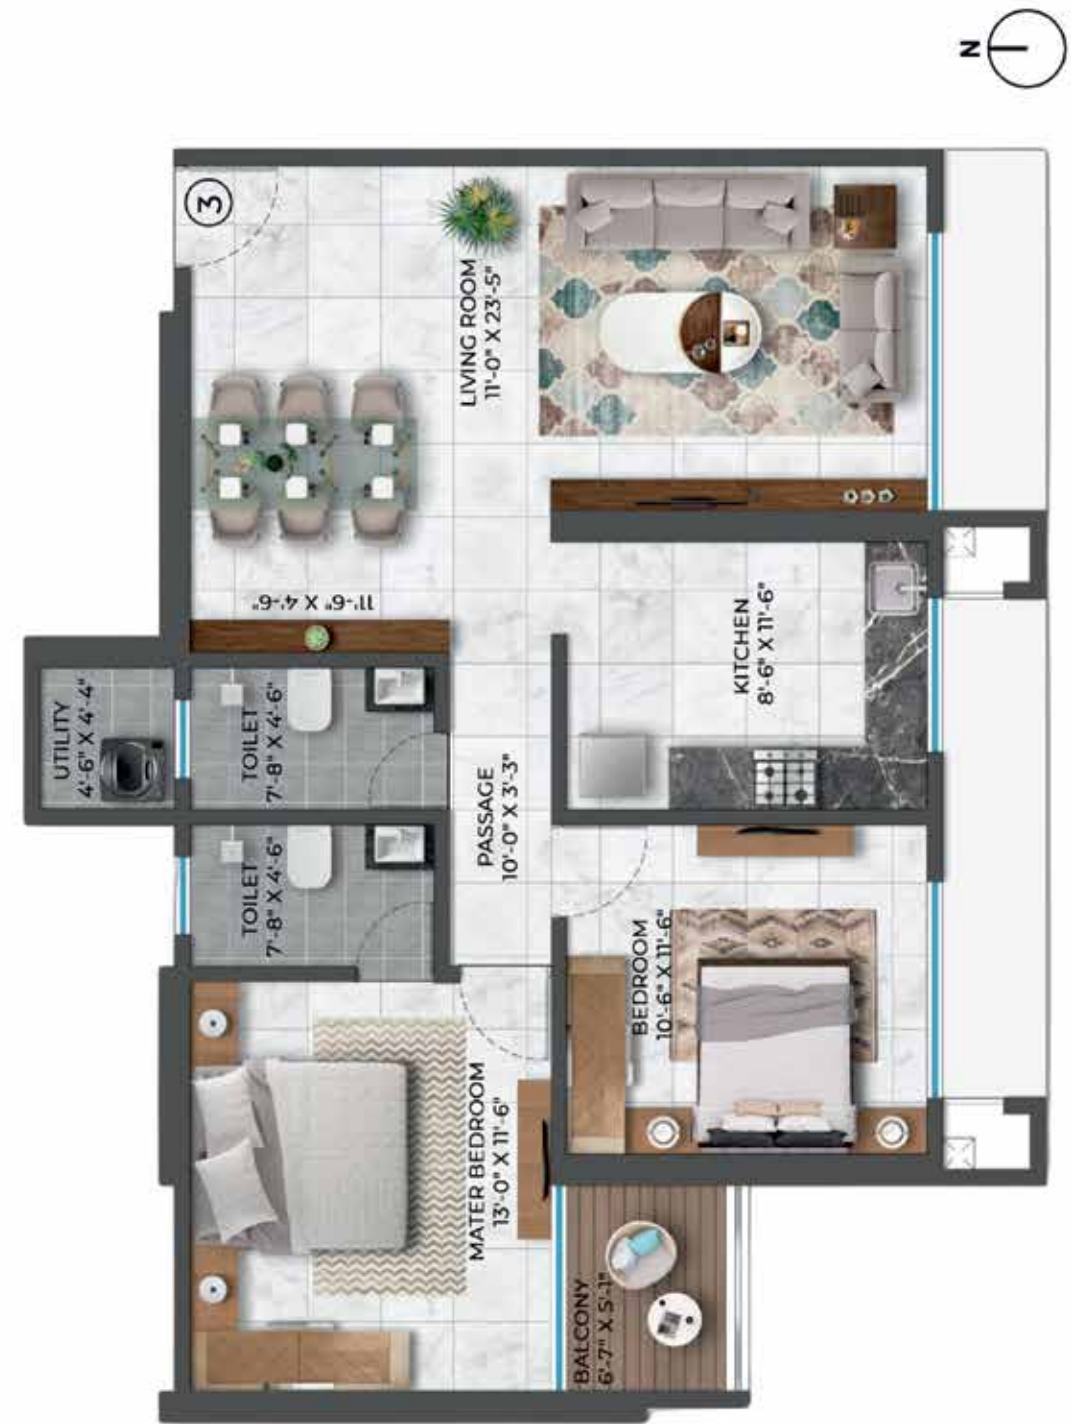 N
3
LIVING ROOM
11'-0" X 23'-5"
11'-6" X 4'-6"
UTILITY
4'-6" X 4'-4"
TOILET
7'-8" X 4'-6"
KITCHEN
8'-6" X 11'-6"
PASSAGE
10'-0" X 3'-3"
TOILET
7'-8" X 4'-6"
BEDROOM
10'-6" X 11'-6"
MATER BEDROOM
13'-0" X 11'-6"
BALCONY
6'-7" X 5'-1"